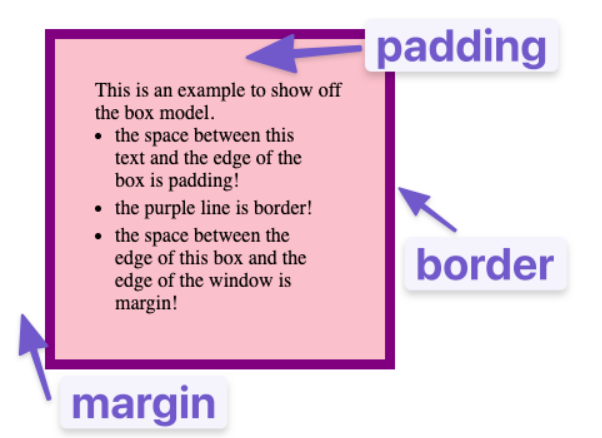 padding
This is an example to show off
the box model.
• the space between this
text and the edge of the
box is padding!
• the purple line is border!
• the space between the
edge of this box and the
edge of the window is
margin!
border
margin